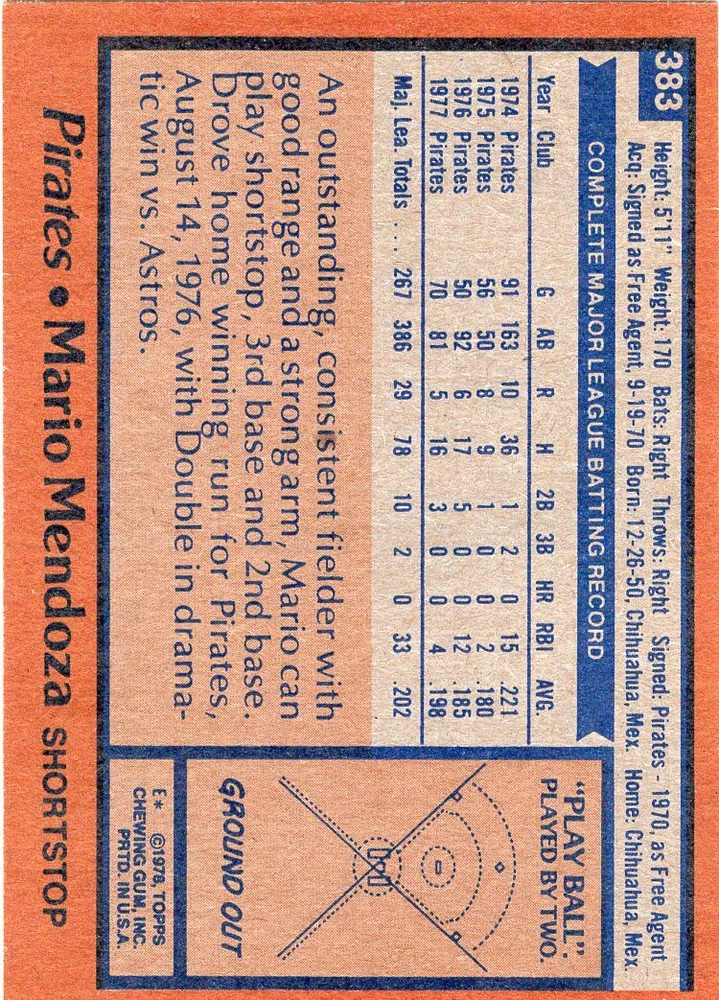 383
Height: 5'11" Weight: 170 Bats: Right Throws: Right Signed: Pirates - 1970, as Free Agent
Acq: Signed as Free Agent, 9-19-70 Born: 12-26-50, Chihuahua, Mex. Home: Chihuahua, Mex.
COMPLETE MAJOR LEAGUE BATTING RECORD
Year Club G AB R H 2B 3B HR RBI AVG.
1974 Pirates 91 163 10 36 1 2 0 15 .221
1975 Pirates 56 50 8 9 1 0 0 2 .180
1976 Pirates 50 92 6 17 5 0 0 12 .185
1977 Pirates 70 81 5 16 3 0 0 4 .198
Maj. Lea. Totals .... 267 386 29 78 10 2 0 33 .202
An outstanding, consistent fielder with
good range and a strong arm, Mario can
play shortstop, 3rd base and 2nd base.
Drove home winning run for Pirates,
August 14, 1976, with Double in drama-
tic win vs. Astros.
"PLAY BALL".
PLAYED BY TWO.
GROUND OUT
E* ©1978, TOPPS
CHEWING GUM, INC.
PRTD. IN U.S.A.
Pirates • Mario Mendoza SHORTSTOP